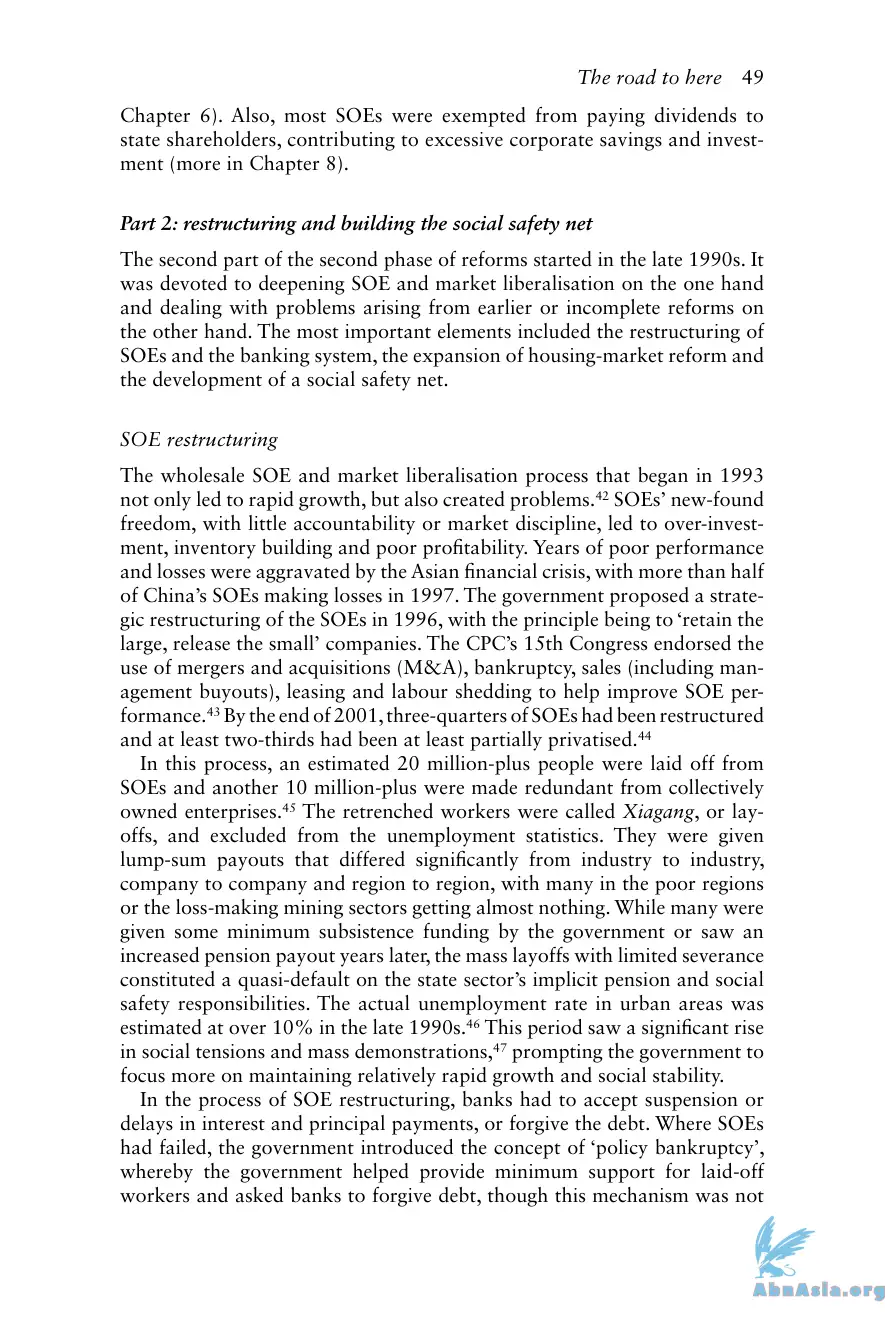 The road to here 49
Chapter 6). Also, most SOEs were exempted from paying dividends to
state shareholders, contributing to excessive corporate savings and invest-
ment (more in Chapter 8).
Part 2: restructuring and building the social safety net
The second part of the second phase of reforms started in the late 1990s. It
was devoted to deepening SOE and market liberalisation on the one hand
and dealing with problems arising from earlier or incomplete reforms on
the other hand. The most important elements included the restructuring of
SOEs and the banking system, the expansion of housing-market reform and
the development of a social safety net.
SOE restructuring
The wholesale SOE and market liberalisation process that began in 1993
not only led to rapid growth, but also created problems.⁴² SOEs’ new-found
freedom, with little accountability or market discipline, led to over-invest-
ment, inventory building and poor profitability. Years of poor performance
and losses were aggravated by the Asian financial crisis, with more than half
of China’s SOEs making losses in 1997. The government proposed a strate-
gic restructuring of the SOEs in 1996, with the principle being to ‘retain the
large, release the small’ companies. The CPC’s 15th Congress endorsed the
use of mergers and acquisitions (M&A), bankruptcy, sales (including man-
agement buyouts), leasing and labour shedding to help improve SOE per-
formance.⁴³ By the end of 2001, three-quarters of SOEs had been restructured
and at least two-thirds had been at least partially privatised.⁴⁴
In this process, an estimated 20 million-plus people were laid off from
SOEs and another 10 million-plus were made redundant from collectively
owned enterprises.⁴⁵ The retrenched workers were called Xiagang, or lay-
offs, and excluded from the unemployment statistics. They were given
lump-sum payouts that differed significantly from industry to industry,
company to company and region to region, with many in the poor regions
or the loss-making mining sectors getting almost nothing. While many were
given some minimum subsistence funding by the government or saw an
increased pension payout years later, the mass layoffs with limited severance
constituted a quasi-default on the state sector’s implicit pension and social
safety responsibilities. The actual unemployment rate in urban areas was
estimated at over 10% in the late 1990s.⁴⁶ This period saw a significant rise
in social tensions and mass demonstrations,⁴⁷ prompting the government to
focus more on maintaining relatively rapid growth and social stability.
In the process of SOE restructuring, banks had to accept suspension or
delays in interest and principal payments, or forgive the debt. Where SOEs
had failed, the government introduced the concept of ‘policy bankruptcy’,
whereby the government helped provide minimum support for laid-off
workers and asked banks to forgive debt, though this mechanism was not
AbnAsia.org